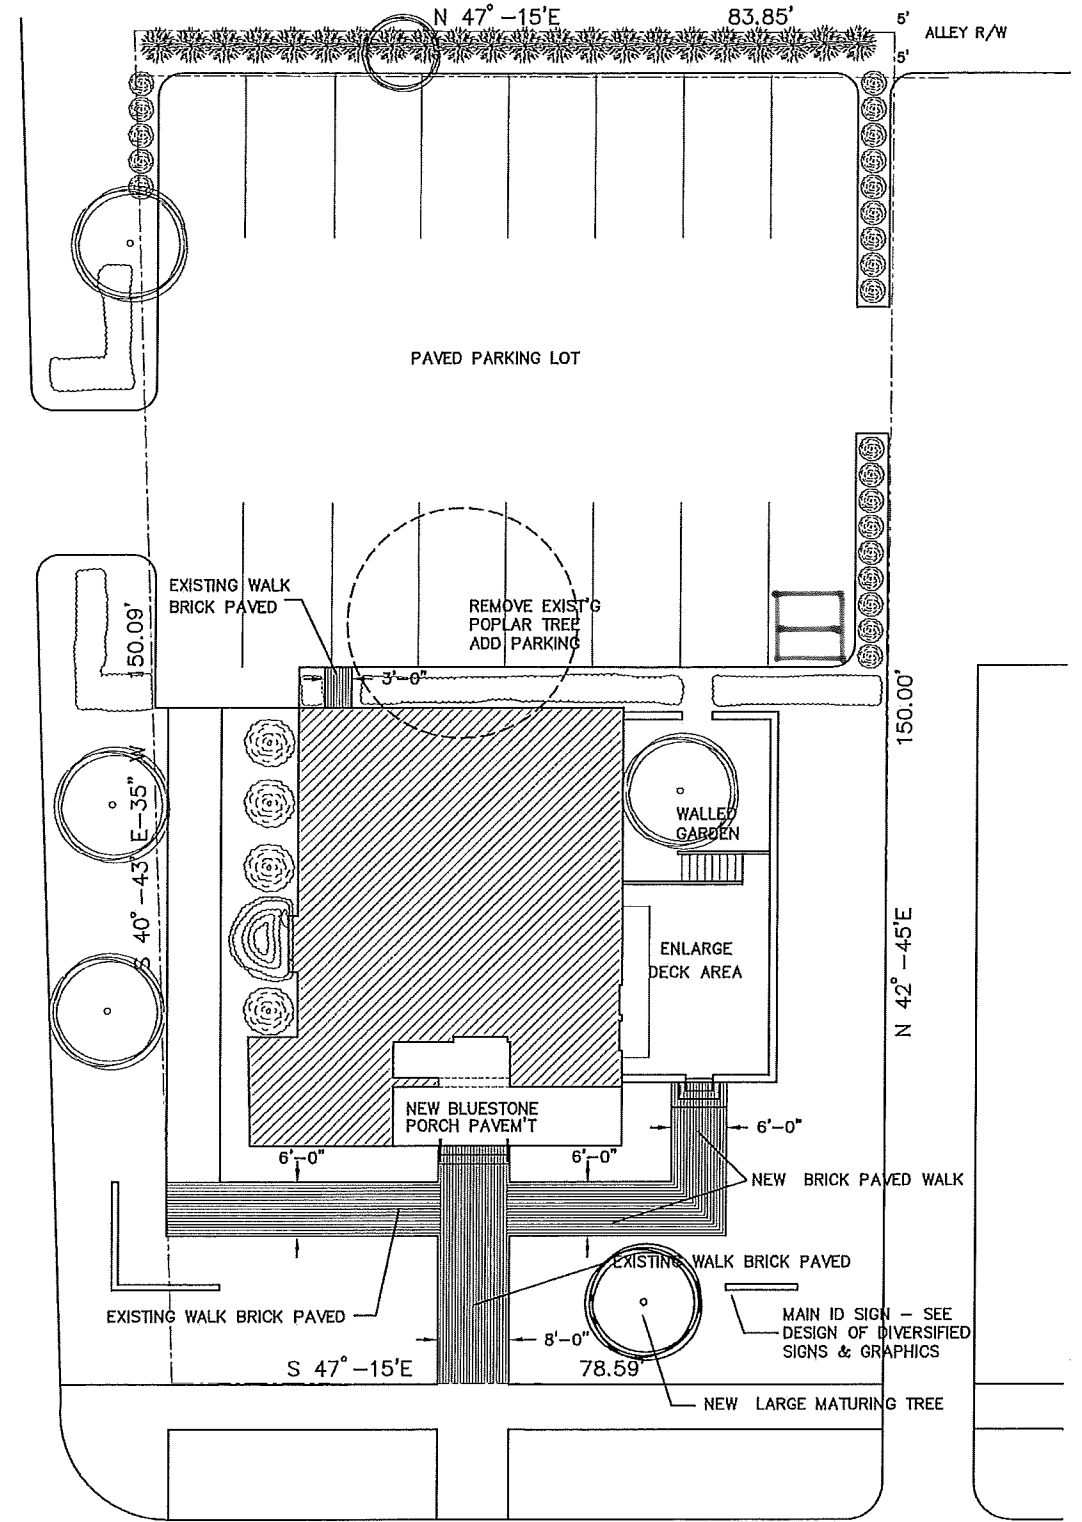 N 47° -15'E 83.85'
5'
ALLEY R/W
5'
PAVED PARKING LOT
EXISTING WALK
BRICK PAVED
REMOVE EXIST'G
POPLAR TREE
ADD PARKING
150.09'
3'-0"
150.00'
S 40° -43' E-35" W
WALLED
GARDEN
ENLARGE
DECK AREA
N 42° -45'E
NEW BLUESTONE
PORCH PAVEM'T
6'-0"
6'-0"
6'-0"
NEW BRICK PAVED WALK
EXISTING WALK BRICK PAVED
EXISTING WALK BRICK PAVED
MAIN ID SIGN - SEE
DESIGN OF DIVERSIFIED
SIGNS & GRAPHICS
8'-0"
S 47° -15'E 78.59'
NEW LARGE MATURING TREE